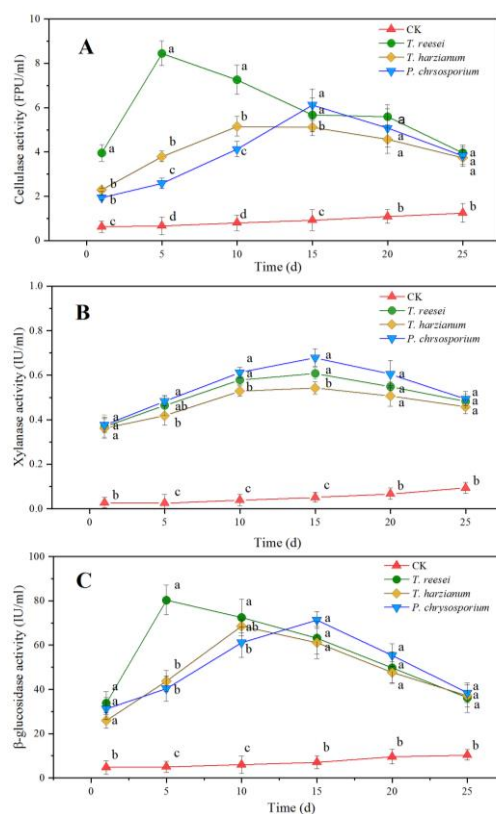 A
CK
T. reesei
T. harzianum
P. chrsosporium
Cellulase activity (FPU/ml)
10
8
6
4
2
0
a a a a a a
b b b a a a
b c c b a a
c d d c b b
0 5 10 15 20 25
Time (d)
B
CK
T. reesei
T. harzianum
P. chrsosporium
Xylanase activity (IU/ml)
1.0
0.8
0.6
0.4
0.2
0.0
a a a a a a
a ab a a a a
a b b b a a
b c c c b b
0 5 10 15 20 25
Time (d)
C
CK
T. reesei
T. harzianum
P. chrysosporium
β-glucosidase activity (IU/ml)
100
80
60
40
20
0
a a a a a a
a b ab a a a
a b b a a a
b c c b b b
0 5 10 15 20 25
Time (d)